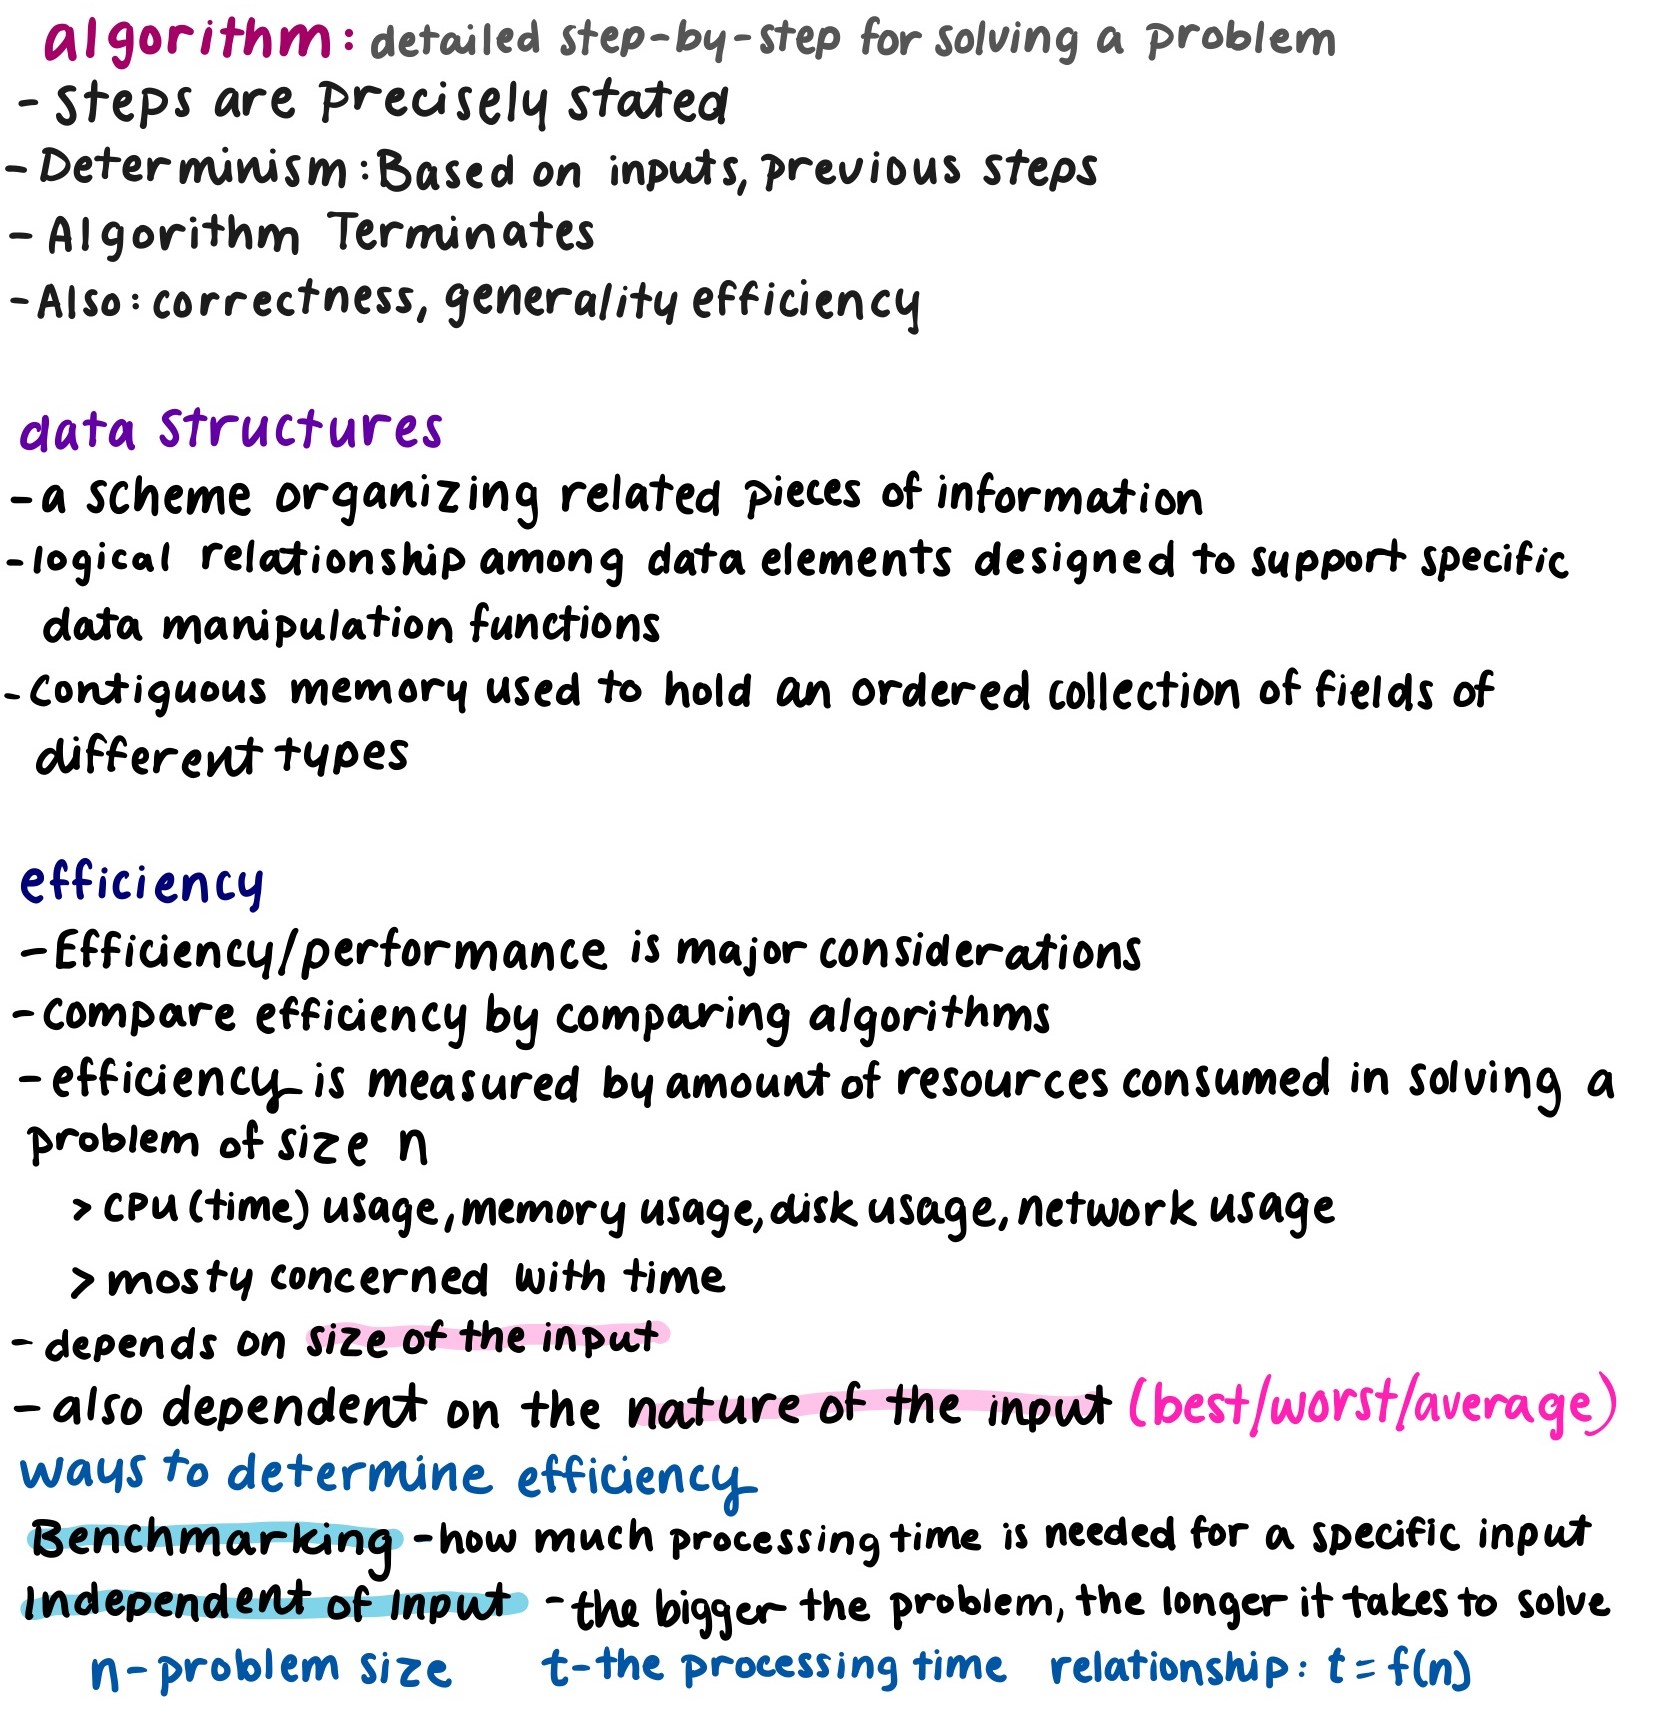 algorithm: detailed step-by-step for solving a problem
- steps are precisely stated
- Determinism: Based on inputs, previous steps
- Algorithm Terminates
- Also: correctness, generality efficiency
data structures
- a scheme organizing related pieces of information
- logical relationship among data elements designed to support specific
data manipulation functions
- contiguous memory used to hold an ordered collection of fields of
different types
efficiency
- Efficiency/performance is major considerations
- compare efficiency by comparing algorithms
- efficiency is measured by amount of resources consumed in solving a
problem of size n
> CPU (time) usage, memory usage, disk usage, network usage
> mosty concerned with time
- depends on size of the input
- also dependent on the nature of the input (best/worst/average)
ways to determine efficiency
Benchmarking - how much processing time is needed for a specific input
Independent of Input - the bigger the problem, the longer it takes to solve
n - problem size t - the processing time relationship: t = f(n)